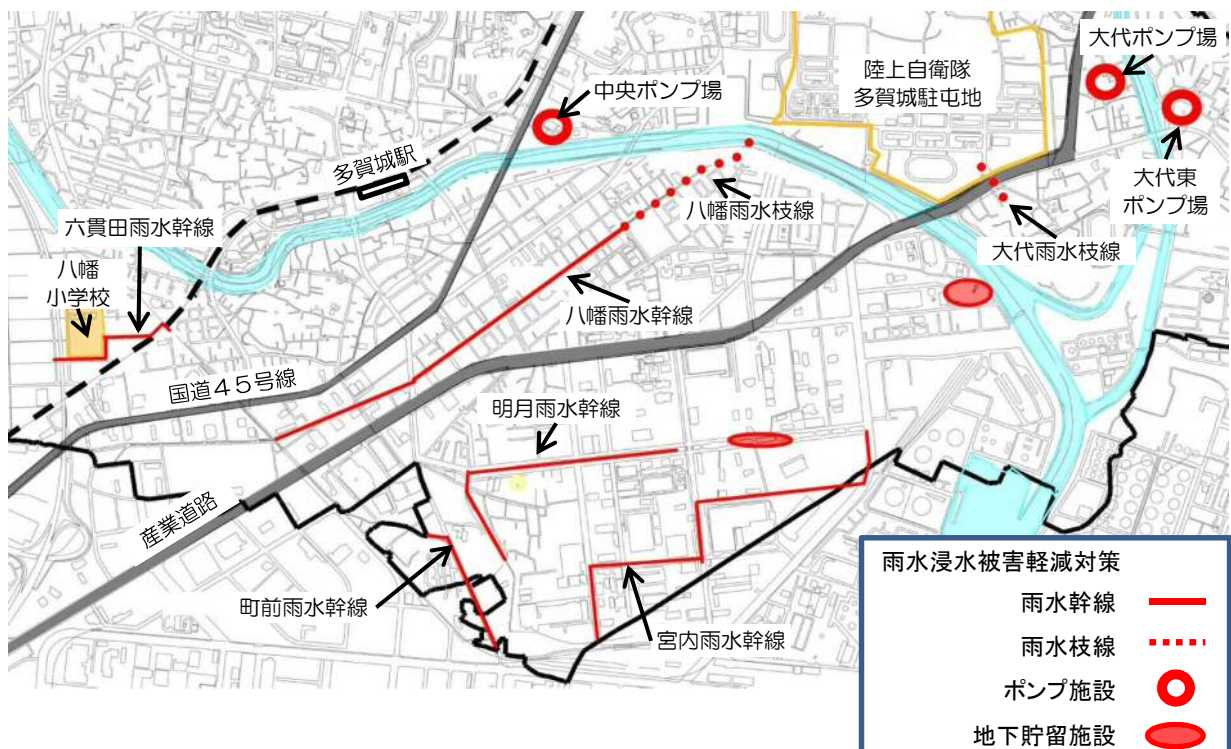 大代ポンプ場
陸上自衛隊
多賀城駐屯地
中央ポンプ場
多賀城駅
大代東
ポンプ場
六貫田雨水幹線
八幡雨水枝線
大代雨水枝線
八幡
小学校
八幡雨水幹線
国道45号線
明月雨水幹線
産業道路
町前雨水幹線
宮内雨水幹線
雨水浸水被害軽減対策
雨水幹線
雨水枝線
ポンプ施設
地下貯留施設